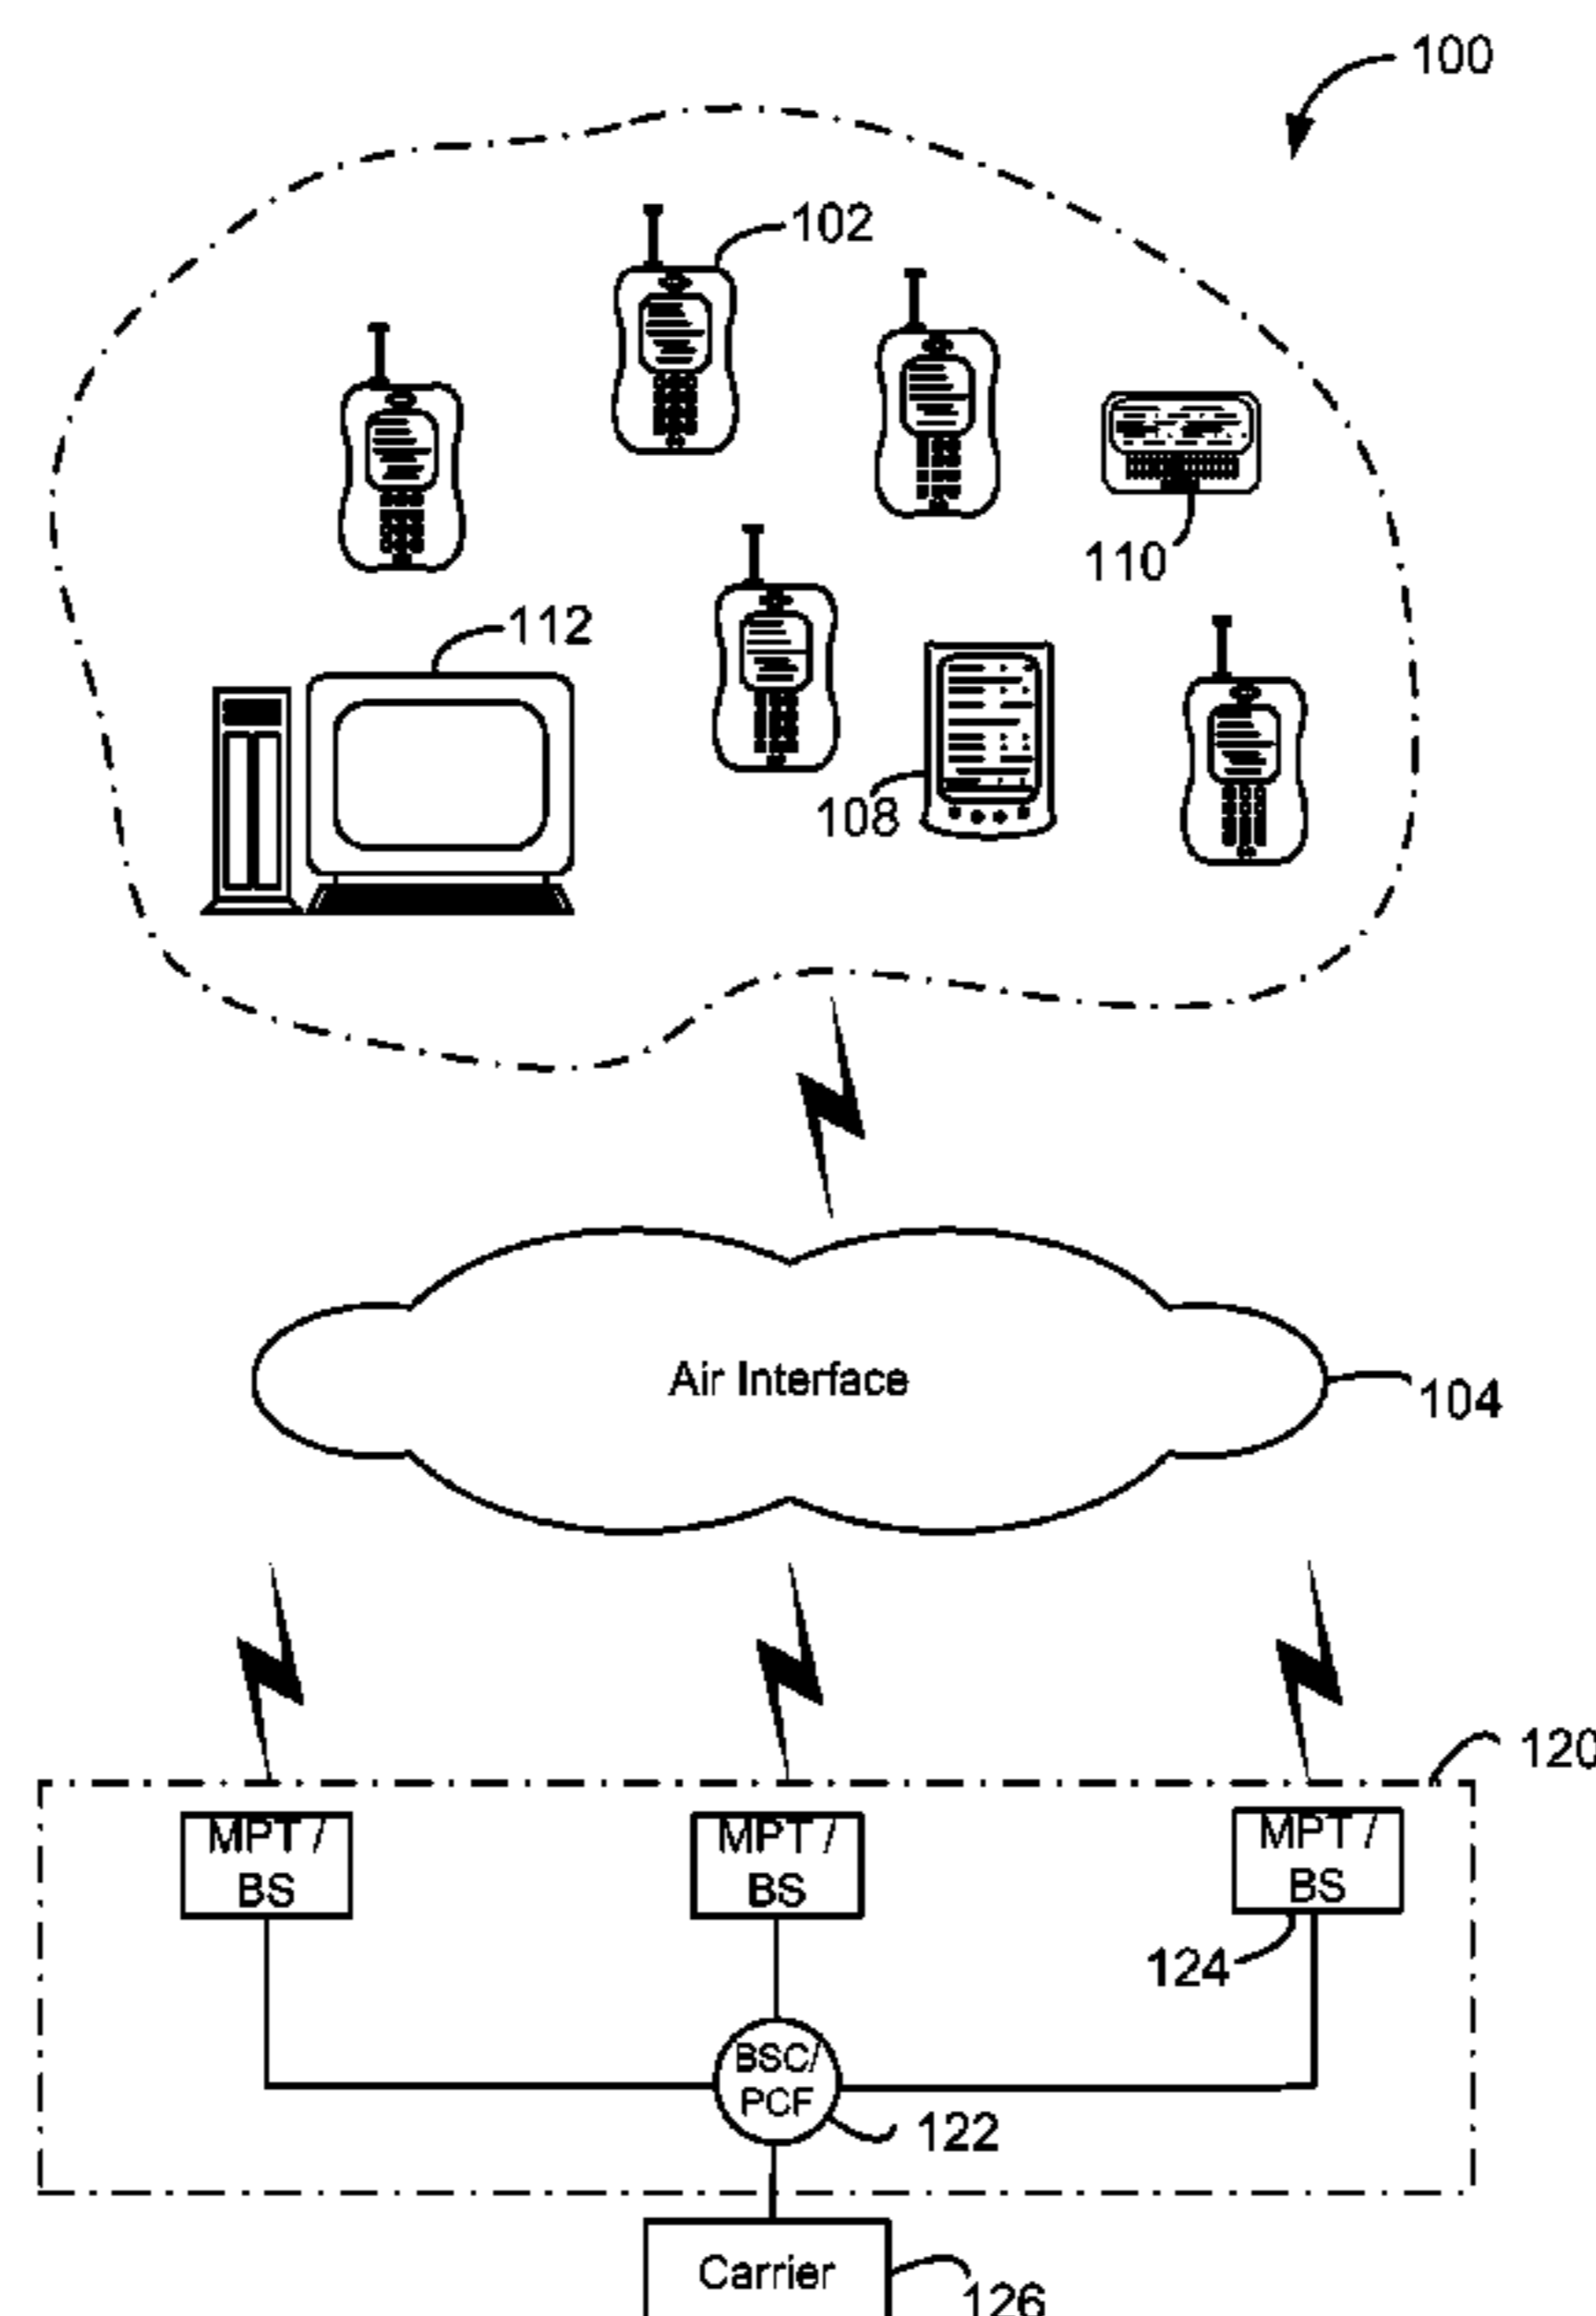 100
102
110
112
108
Air Interface
104
120
MPT /
BS
MPT /
BS
MPT /
BS
124
BSC/
PCF
122
Carrier
126